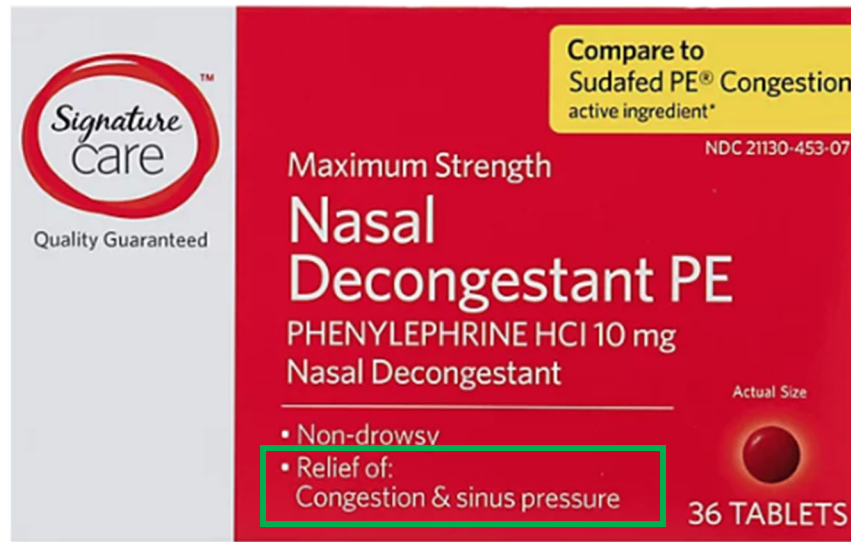 Signature
care
TM
Quality Guaranteed
Compare to
Sudafed PE® Congestion
active ingredient*
NDC 21130-453-07
Maximum Strength
Nasal
Decongestant PE
PHENYLEPHRINE HCl 10 mg
Nasal Decongestant
• Non-drowsy
• Relief of:
Congestion & sinus pressure
Actual Size
36 TABLETS